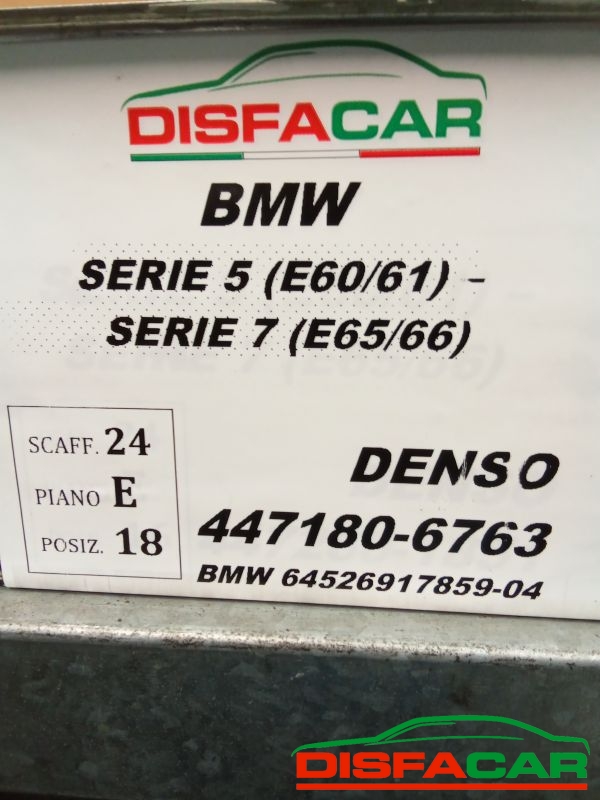 DISFACAR
BMW
SERIE 5 (E60/61) -
SERIE 7 (E65/66)
SCAFF. 24
PIANO E
POSIZ. 18
DENSO
447180-6763
BMW 64526917859-04
DISFACAR